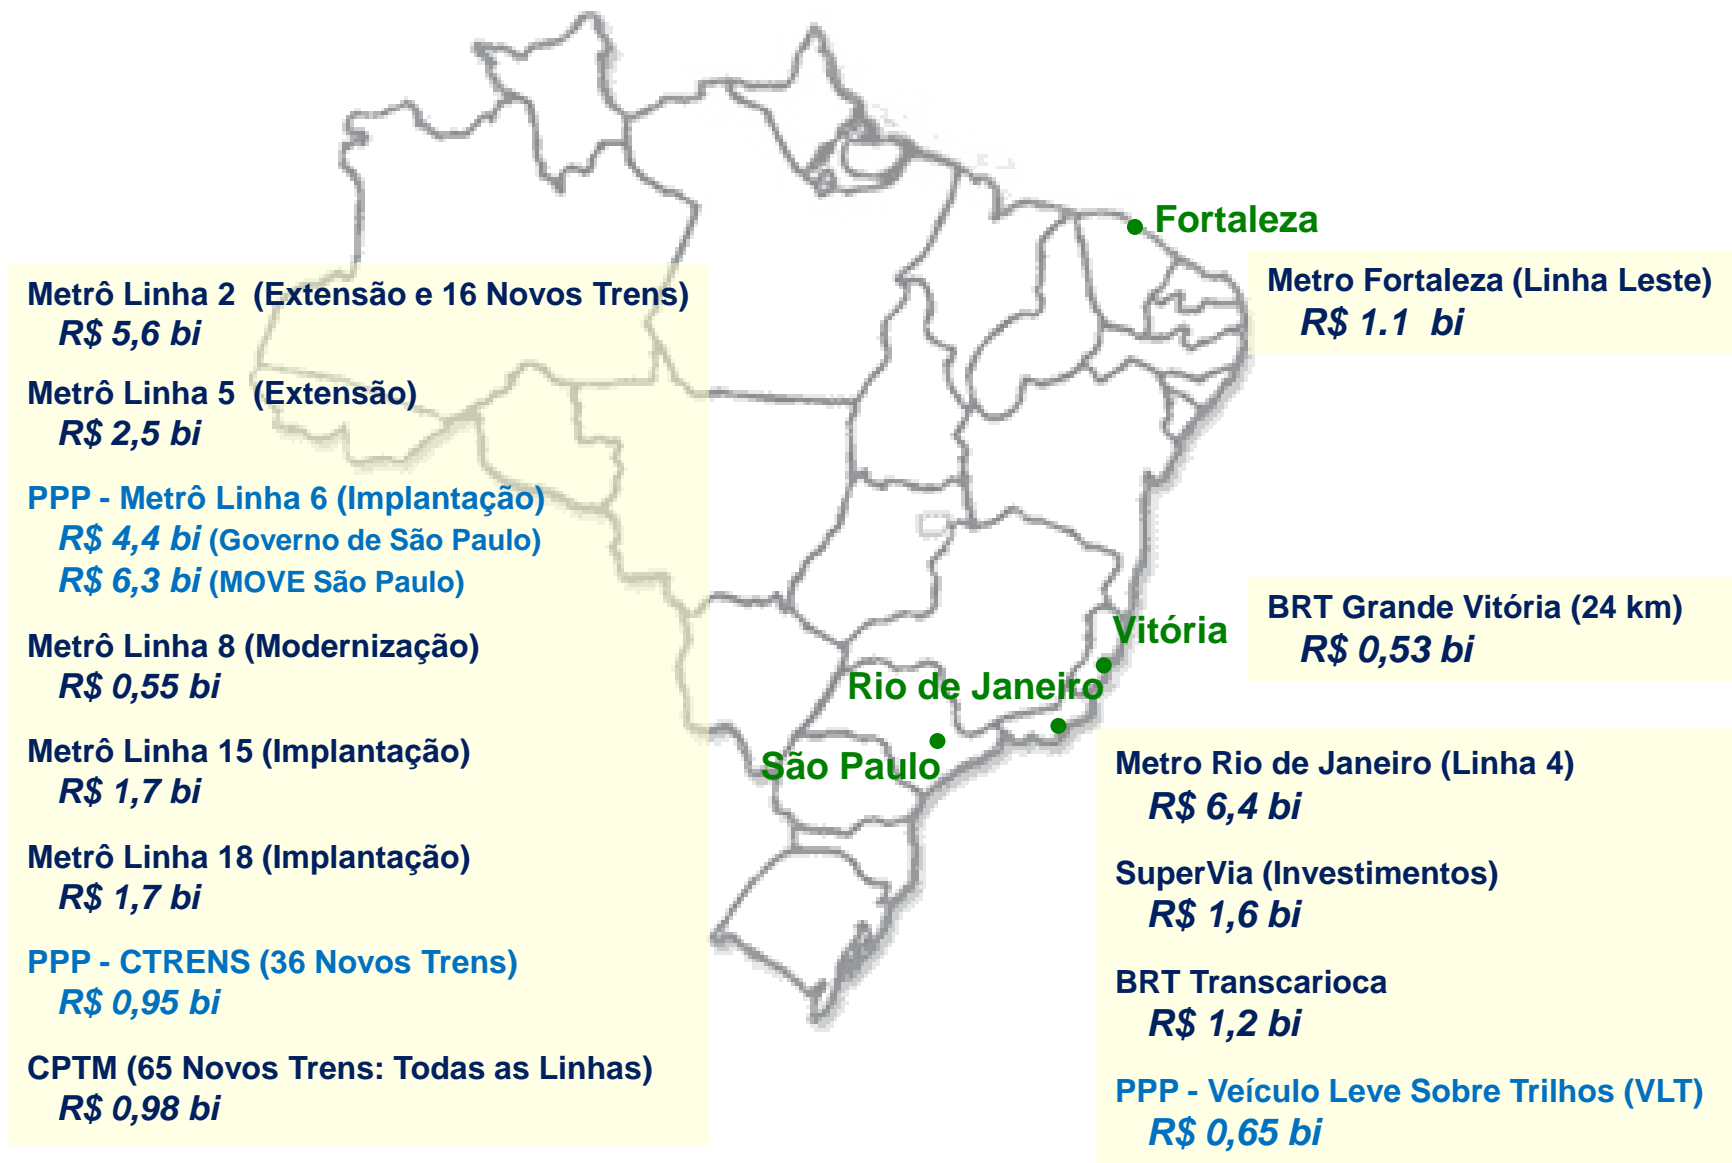 Fortaleza
Metro Fortaleza (Linha Leste)
R$ 1.1 bi
Metrô Linha 2 (Extensão e 16 Novos Trens)
R$ 5,6 bi
Metrô Linha 5 (Extensão)
R$ 2,5 bi
PPP - Metrô Linha 6 (Implantação)
R$ 4,4 bi (Governo de São Paulo)
R$ 6,3 bi (MOVE São Paulo)
Metrô Linha 8 (Modernização)
R$ 0,55 bi
Metrô Linha 15 (Implantação)
R$ 1,7 bi
Metrô Linha 18 (Implantação)
R$ 1,7 bi
PPP - CTRENS (36 Novos Trens)
R$ 0,95 bi
CPTM (65 Novos Trens: Todas as Linhas)
R$ 0,98 bi
Vitória
Rio de Janeiro
São Paulo
BRT Grande Vitória (24 km)
R$ 0,53 bi
Metro Rio de Janeiro (Linha 4)
R$ 6,4 bi
SuperVia (Investimentos)
R$ 1,6 bi
BRT Transcarioca
R$ 1,2 bi
PPP - Veículo Leve Sobre Trilhos (VLT)
R$ 0,65 bi